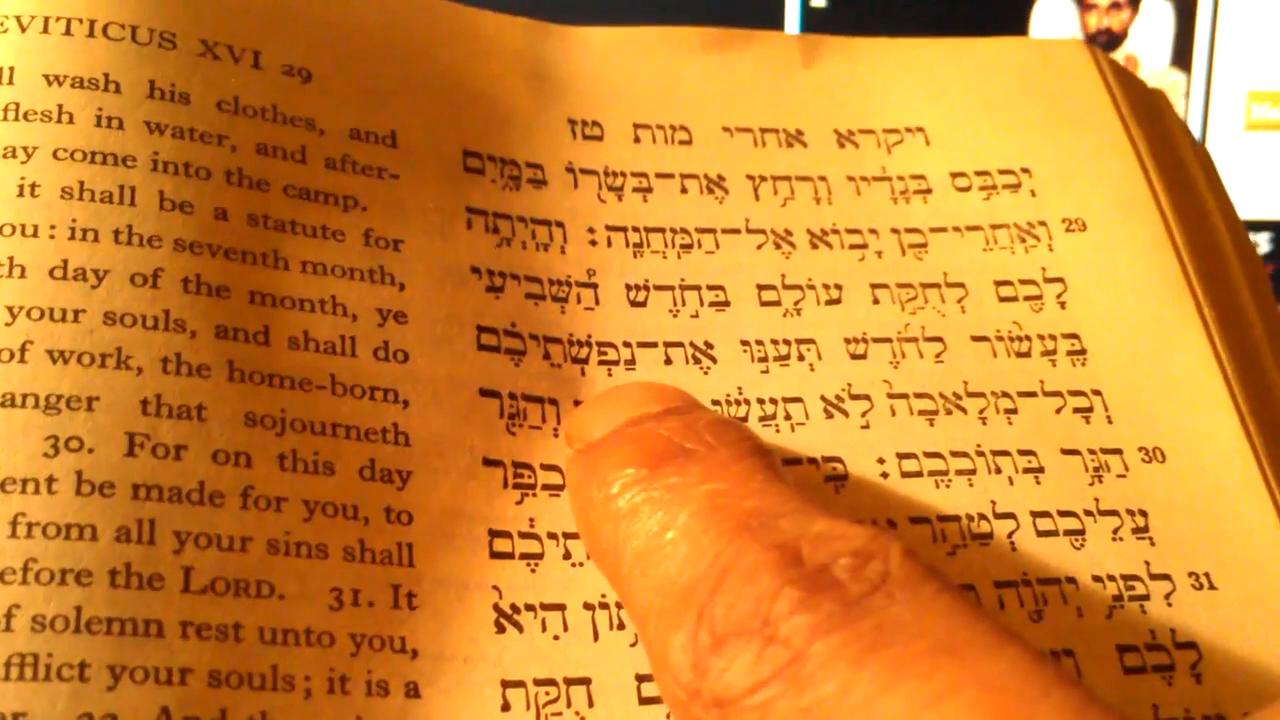 EVITICUS XVI 29
ll wash his clothes, and
flesh in water, and after-
ay come into the camp.
it shall be a statute for
ou: in the seventh month,
th day of the month, ye
your souls, and shall do
of work, the home-born,
anger that sojourneth
30. For on this day
ent be made for you, to
from all your sins shall
efore the LORD. 31. It
f solemn rest unto you,
fflict your souls; it is a
ויקרא אחרי מות טז
וְכִבֶּ֣ס בְּגָדָ֔יו וְרָחַ֥ץ אֶת־בְּשָׂר֖וֹ בַּמָּ֑יִם
29 וְאַֽחֲרֵי־כֵ֖ן יָב֥וֹא אֶל־הַֽמַּחֲנֶֽה׃ וְהָיְתָ֥ה
לָכֶ֖ם לְחֻקַּ֣ת עוֹלָ֑ם בַּחֹ֣דֶשׁ הַ֠שְּׁבִיעִי
בֶּֽעָשׂ֨וֹר לַחֹ֜דֶשׁ תְּעַנּ֣וּ אֶת־נַפְשֹֽׁתֵיכֶ֗ם
וְכָל־מְלָאכָה֙ לֹ֣א תַעֲשׂ֔וּ וְהַגֵּ֖ר
30 הַגָּ֥ר בְּתֽוֹכְכֶֽם׃ כִּֽי־ יְכַפֵּ֥ר
עֲלֵיכֶ֖ם לְטַהֵ֣ר תֵיכֶ֔ם
31 לִפְנֵ֥י יְהוָֹ֖ה תוֹן הִיא֙
לָכֶ֔ם חֻקַּ֖ת